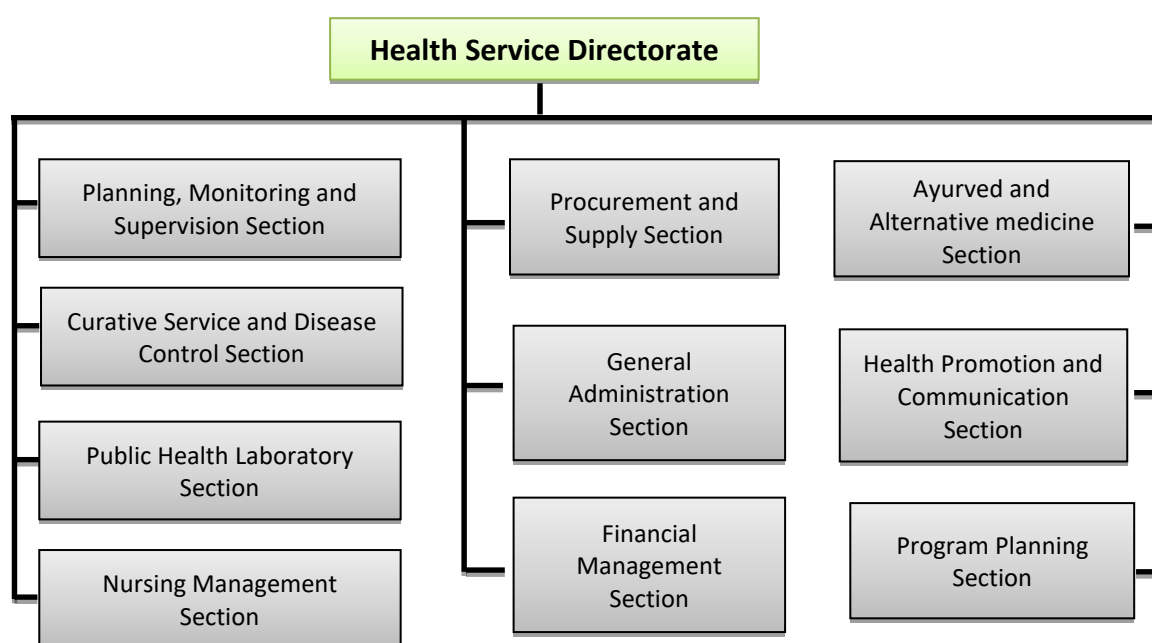 Health Service Directorate
Planning, Monitoring and
Supervision Section
Curative Service and Disease
Control Section
Public Health Laboratory
Section
Nursing Management
Section
Procurement and
Supply Section
General
Administration
Section
Financial
Management
Section
Ayurved and
Alternative medicine
Section
Health Promotion and
Communication
Section
Program Planning
Section